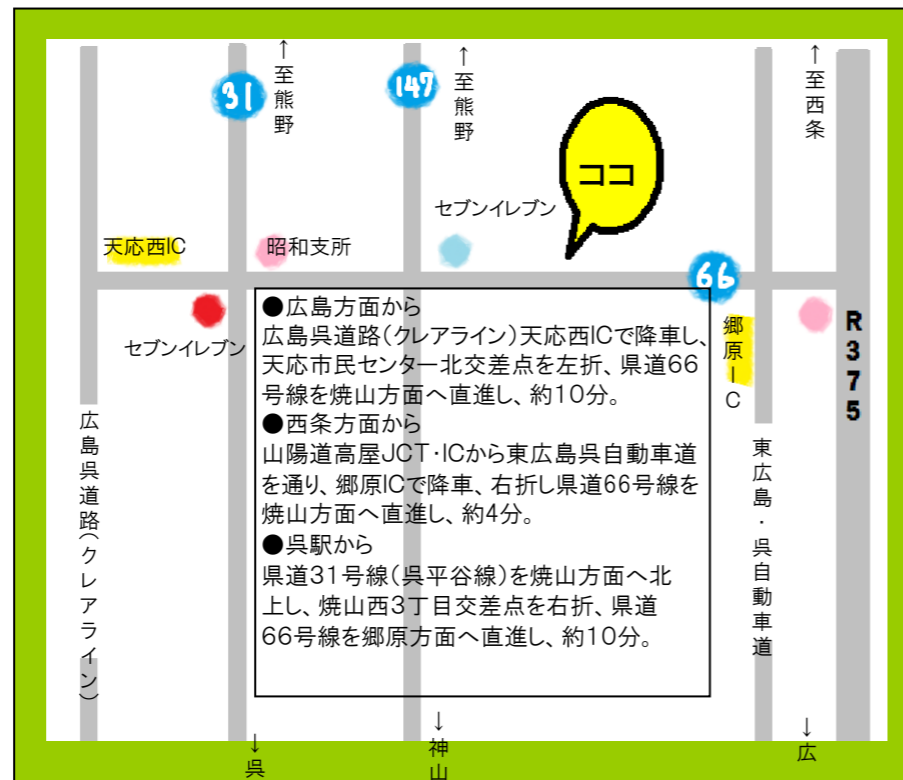 ↑至熊野
↑至熊野
↑至西条
31
147
ココ
セブンイレブン
天応西IC
昭和支所
66
セブンイレブン
郷原IC
R375
●広島方面から
広島呉道路(クレアライン)天応西ICで降車し、
天応市民センター北交差点を左折、県道66
号線を焼山方面へ直進し、約10分。
●西条方面から
山陽道高屋JCT・ICから東広島呉自動車道
を通り、郷原ICで降車、右折し県道66号線を
焼山方面へ直進し、約4分。
●呉駅から
県道31号線(呉平谷線)を焼山方面へ北
上し、焼山西3丁目交差点を右折、県道
66号線を郷原方面へ直進し、約10分。
広島呉道路(クレアライン)
東広島・呉自動車道
↓呉
↓神山
↓広